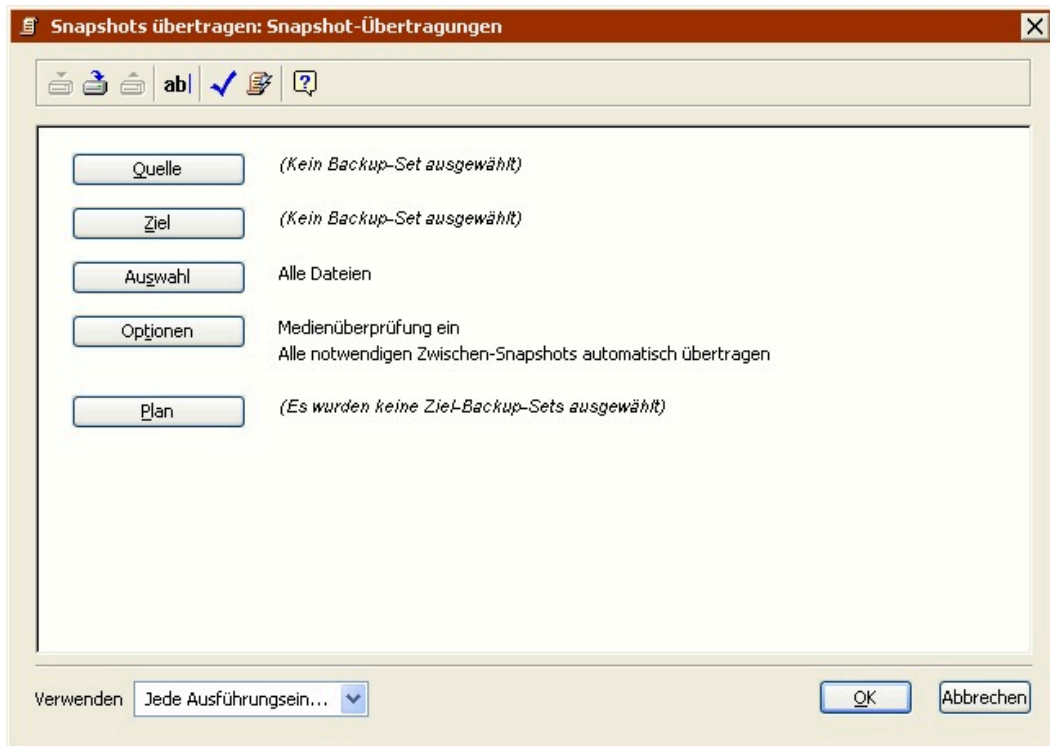 Snapshots übertragen: Snapshot-Übertragungen
ab
?
Quelle (Kein Backup-Set ausgewählt)
Ziel (Kein Backup-Set ausgewählt)
Auswahl Alle Dateien
Optionen Medienüberprüfung ein
Alle notwendigen Zwischen-Snapshots automatisch übertragen
Plan (Es wurden keine Ziel-Backup-Sets ausgewählt)
Verwenden Jede Ausführungsein... OK Abbrechen